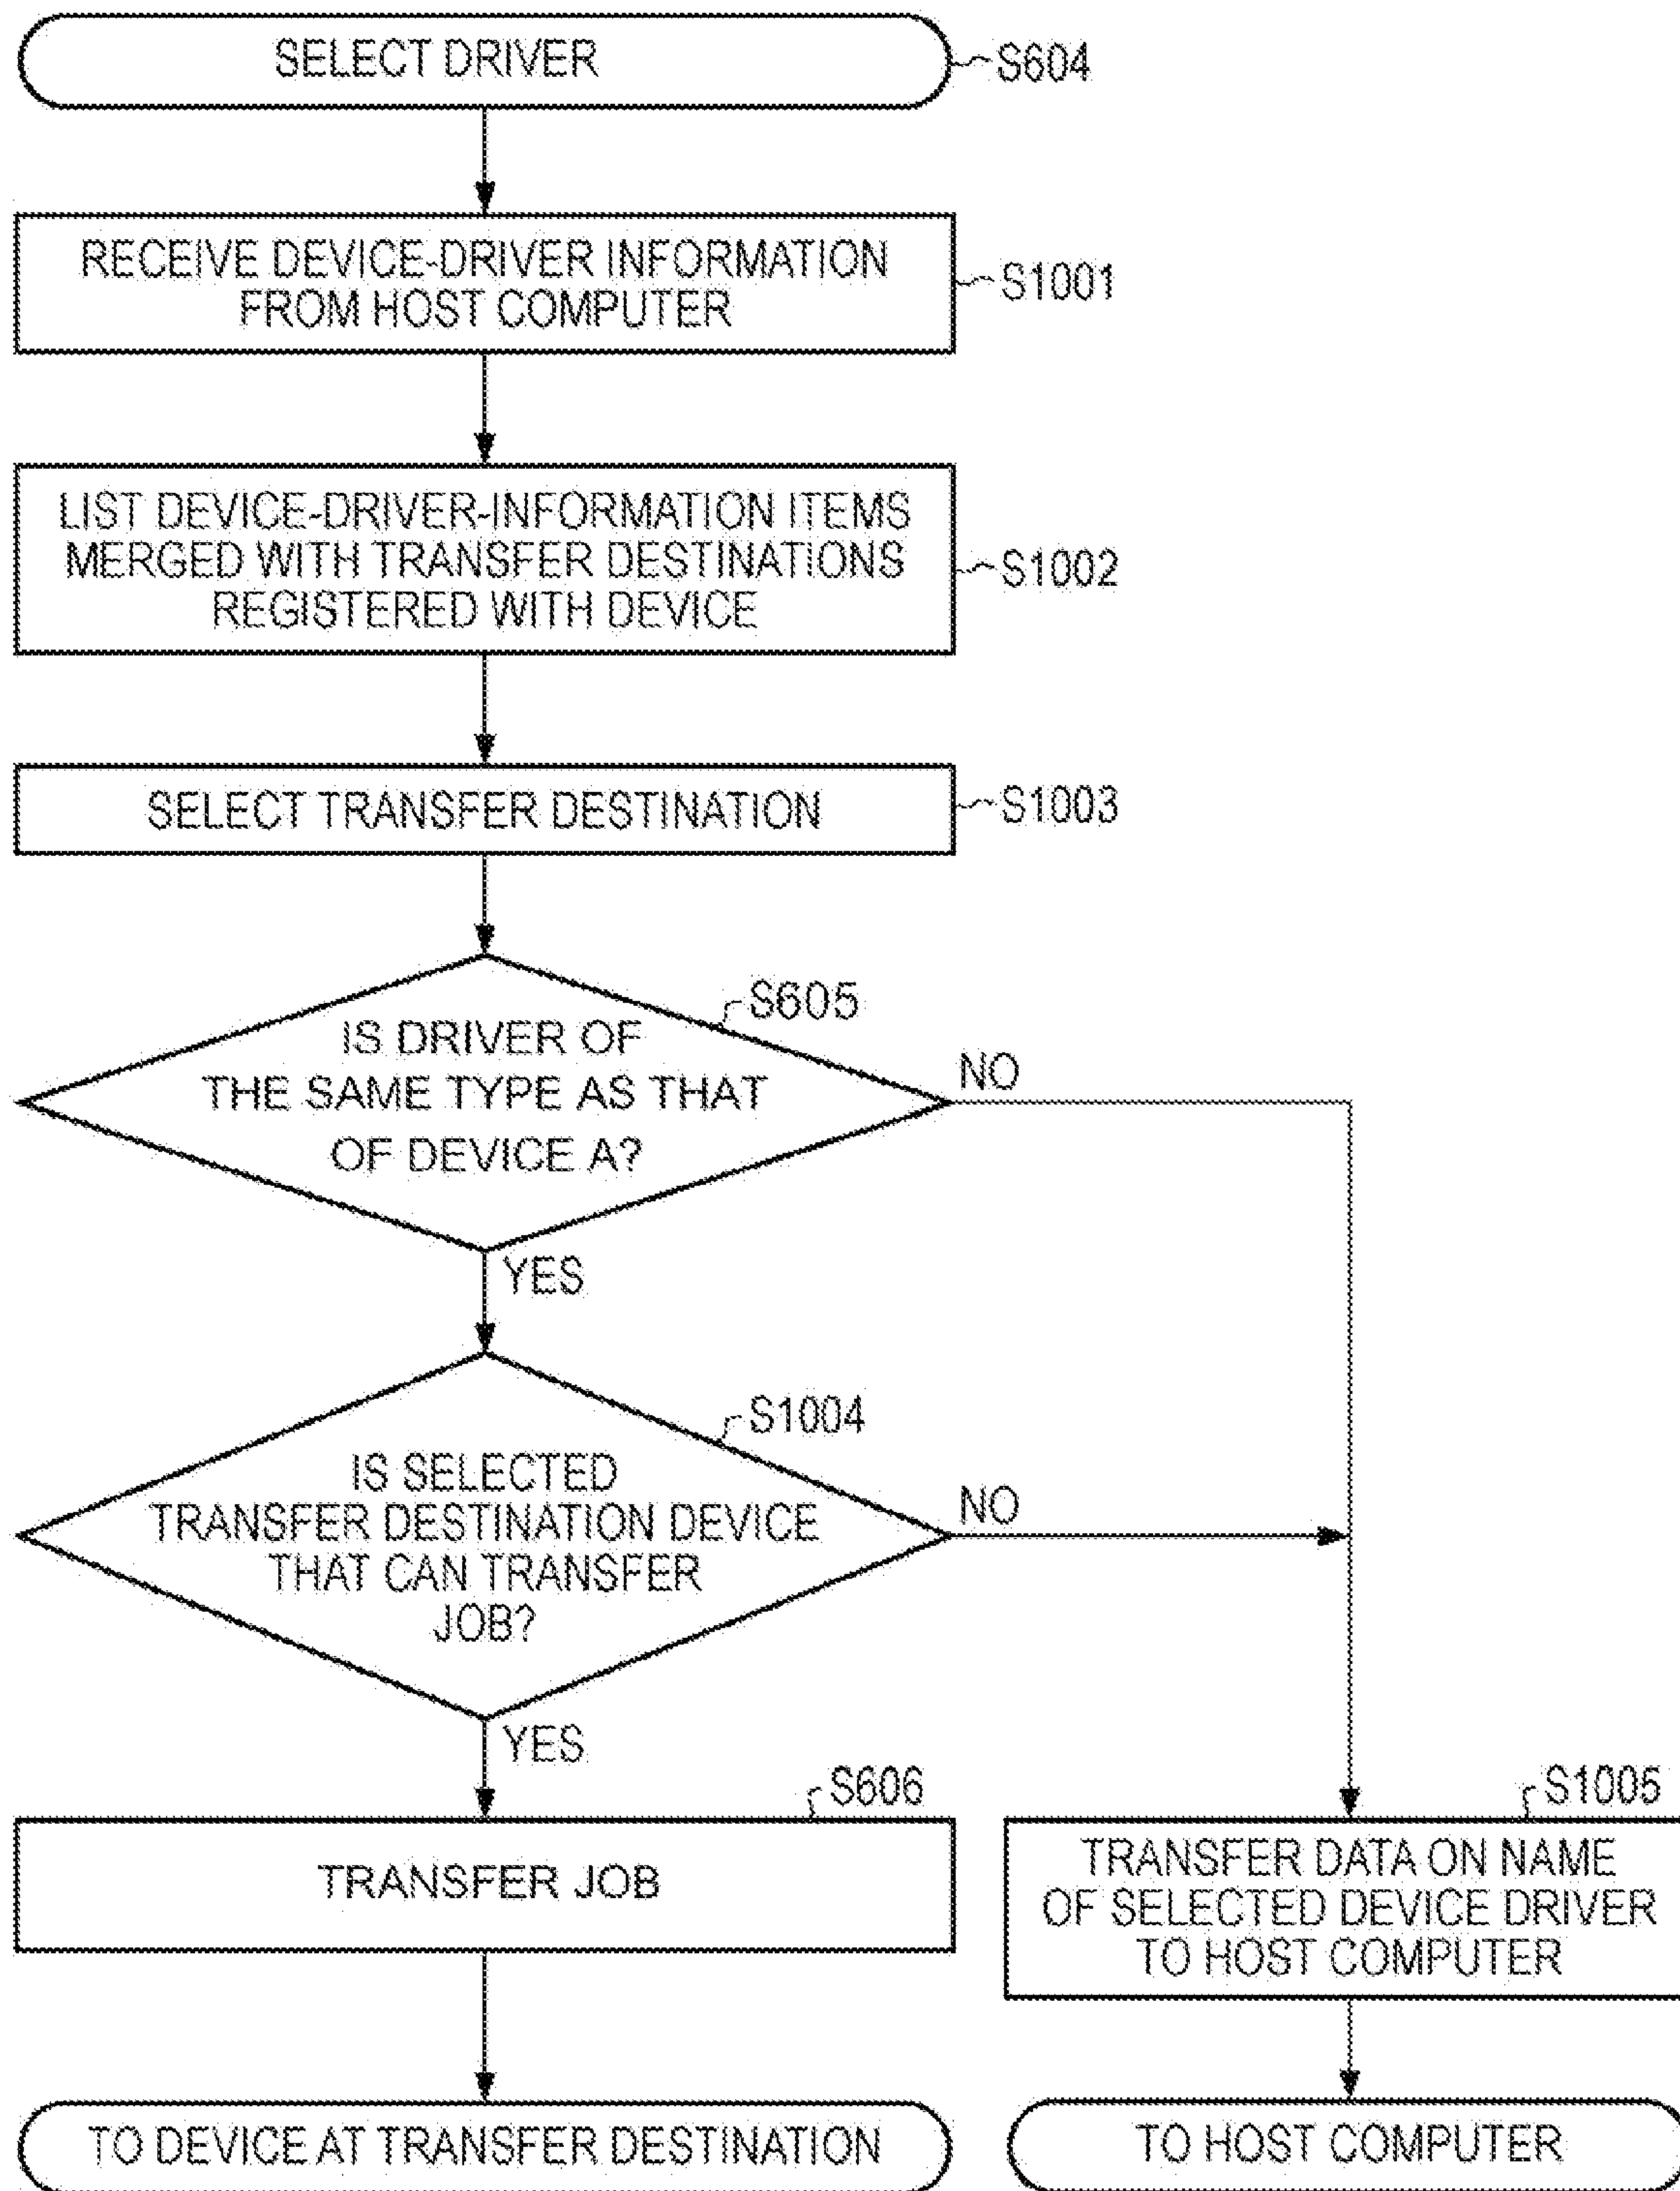 SELECT DRIVER
S604
RECEIVE DEVICE-DRIVER INFORMATION
FROM HOST COMPUTER
S1001
LIST DEVICE-DRIVER-INFORMATION ITEMS
MERGED WITH TRANSFER DESTINATIONS
REGISTERED WITH DEVICE
S1002
SELECT TRANSFER DESTINATION
S1003
S605
IS DRIVER OF
THE SAME TYPE AS THAT
OF DEVICE A?
NO
YES
S1004
IS SELECTED
TRANSFER DESTINATION DEVICE
THAT CAN TRANSFER
JOB?
NO
YES
S606
TRANSFER JOB
S1005
TRANSFER DATA ON NAME
OF SELECTED DEVICE DRIVER
TO HOST COMPUTER
TO DEVICE AT TRANSFER DESTINATION
TO HOST COMPUTER